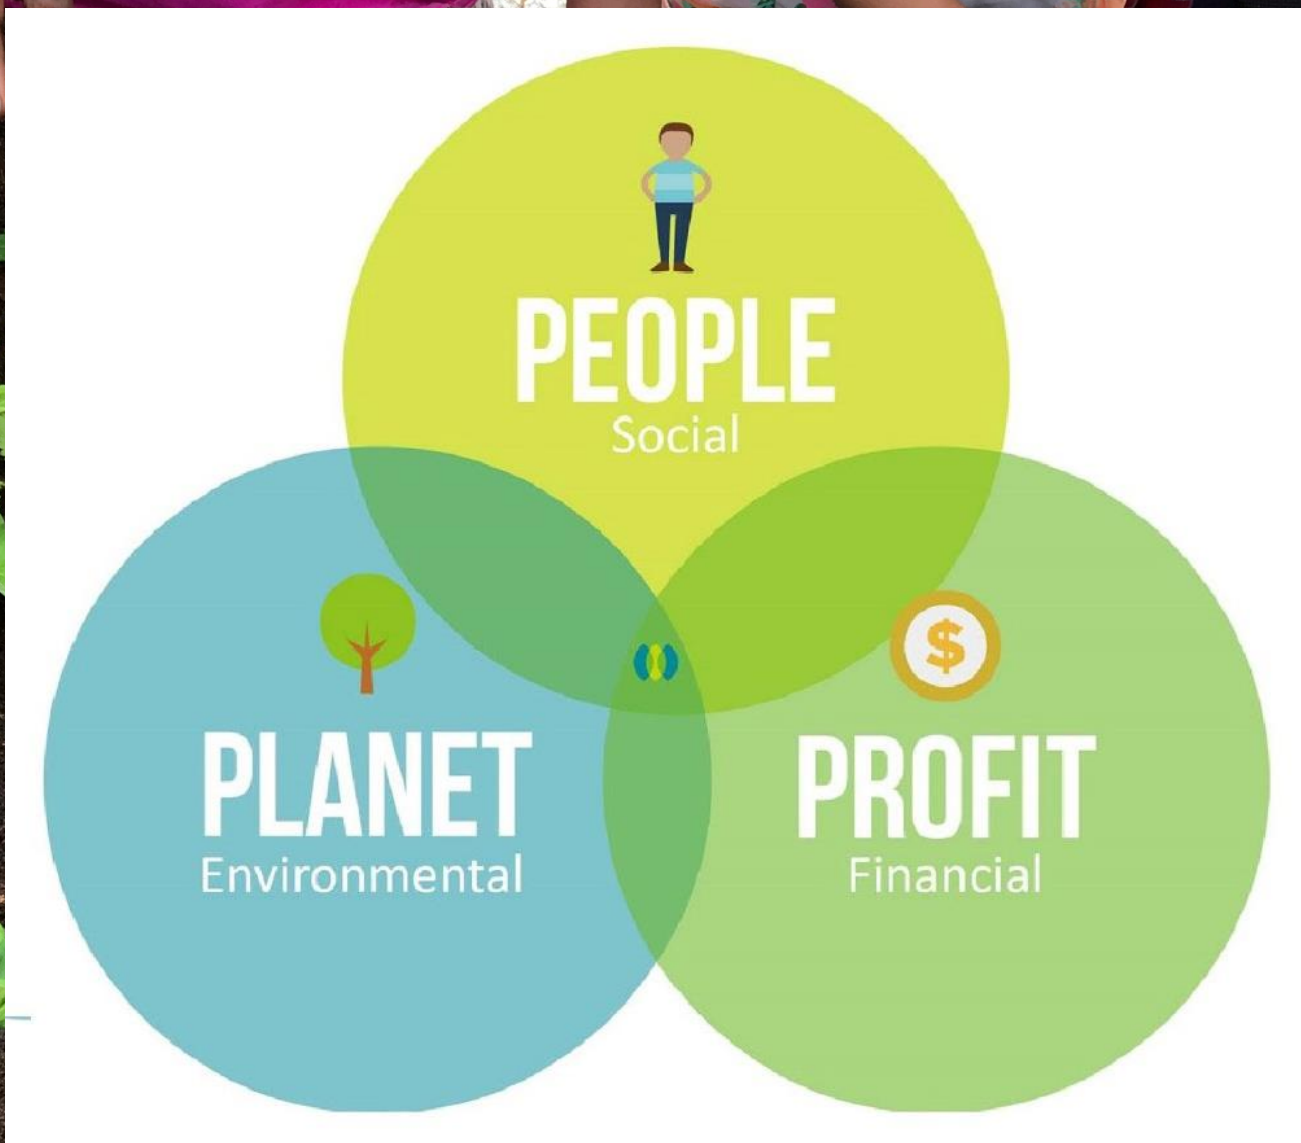 PEOPLE
Social
PLANET
Environmental
PROFIT
Financial
$